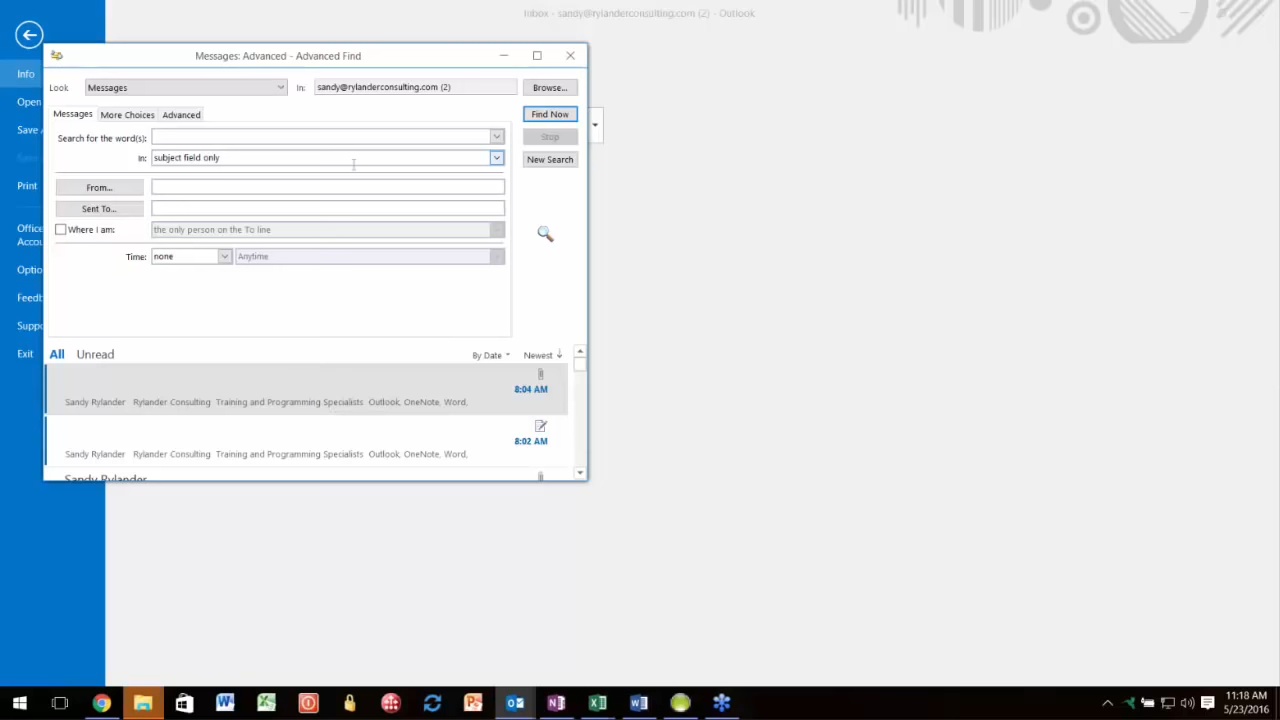 Inbox - sandy@rylanderconsulting.com (2) - Outlook
Messages: Advanced - Advanced Find
Info
Look
Messages
In:
sandy@rylanderconsulting.com (2)
Browse...
Open
Messages
More Choices
Advanced
Find Now
Save A
Search for the word(s):
Stop
In:
subject field only
New Search
Print
From...
Sent To...
Office
Accou
Where I am:
the only person on the To line
Time:
none
Anytime
Optio
Feedb
Suppo
Exit
All
Unread
By Date
Newest
8:04 AM
Sandy Rylander Rylander Consulting Training and Programming Specialists Outlook, OneNote, Word,
8:02 AM
Sandy Rylander Rylander Consulting Training and Programming Specialists Outlook, OneNote, Word,
Sandy Rylander
11:18 AM
5/23/2016